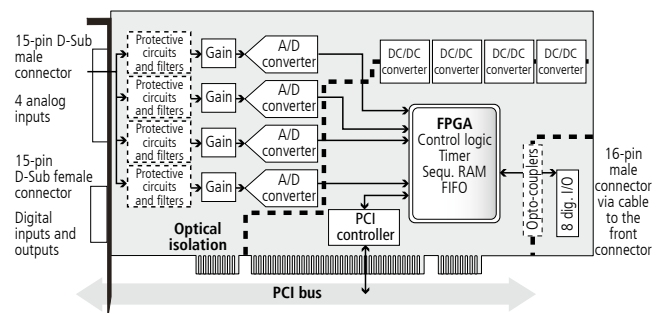 15-pin D-Sub
male
connector
4 analog
inputs
15-pin
D-Sub female
connector
Digital
inputs and
outputs
Protective
circuits
and filters
Gain
A/D
converter
Protective
circuits
and filters
Gain
A/D
converter
Protective
circuits
and filters
Gain
A/D
converter
Protective
circuits
and filters
Gain
A/D
converter
DC/DC
converter
DC/DC
converter
DC/DC
converter
DC/DC
converter
FPGA
Control logic
Timer
Sequ. RAM
FIFO
Opto-couplers
8 dig. I/O
16-pin
male
connector
via cable
to the
front
connector
Optical
isolation
PCI
controller
PCI bus